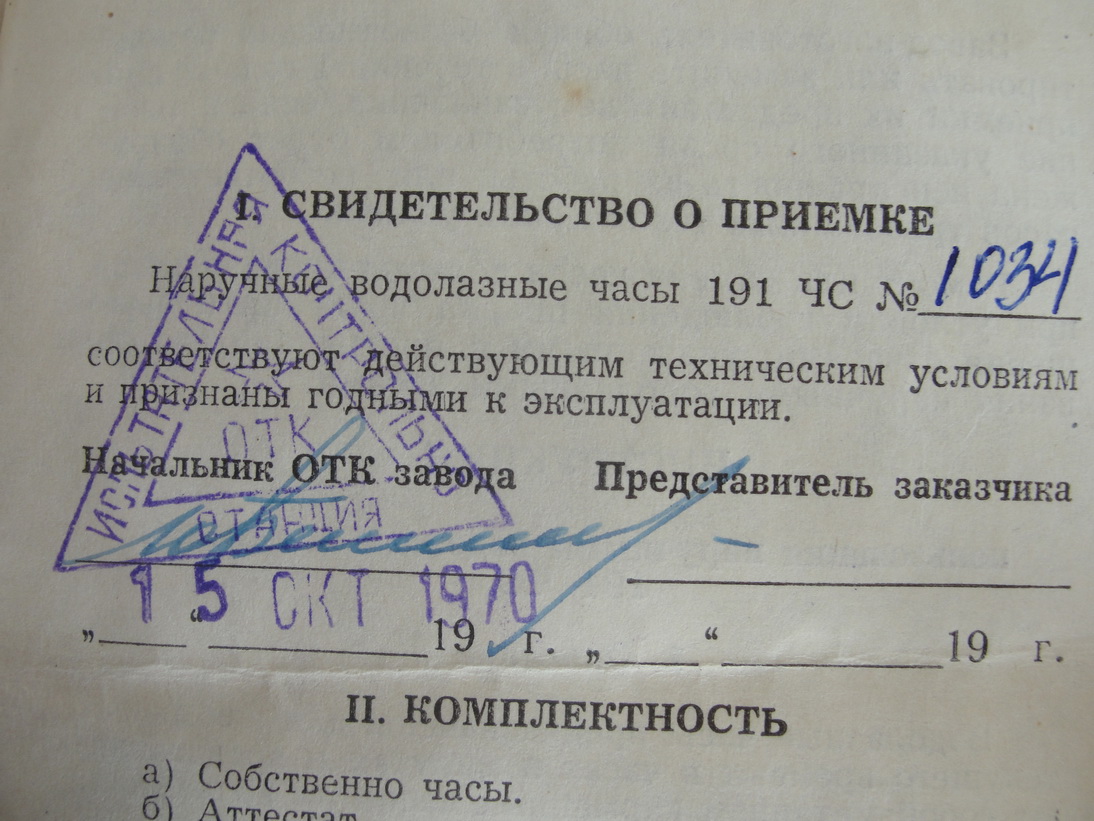 I. СВИДЕТЕЛЬСТВО О ПРИЕМКЕ
Наручные водолазные часы 191 ЧС № 1034
соответствуют действующим техническим условиям
и признаны годными к эксплуатации.
Начальник ОТК завода Представитель заказчика
15 ОКТ 1970
„ “ 19 г. „ “ 19 г.
КОНТРОЛЬНО
ИСПЫТАТЕЛЬНАЯ
СТАНЦИЯ
ОТК
II. КОМПЛЕКТНОСТЬ
а) Собственно часы.
б) Аттестат